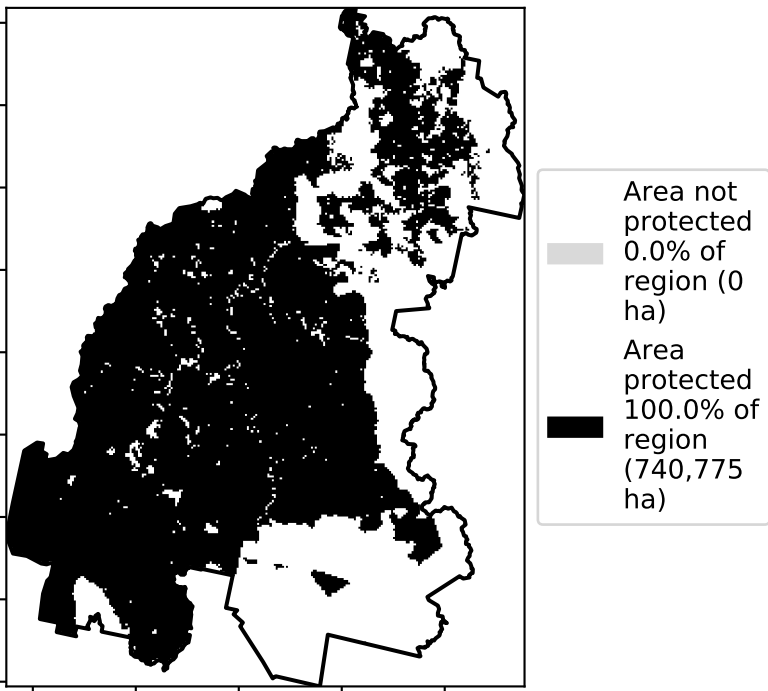 Area not
protected
0.0% of
region (0
ha)
Area
protected
100.0% of
region
(740,775
ha)